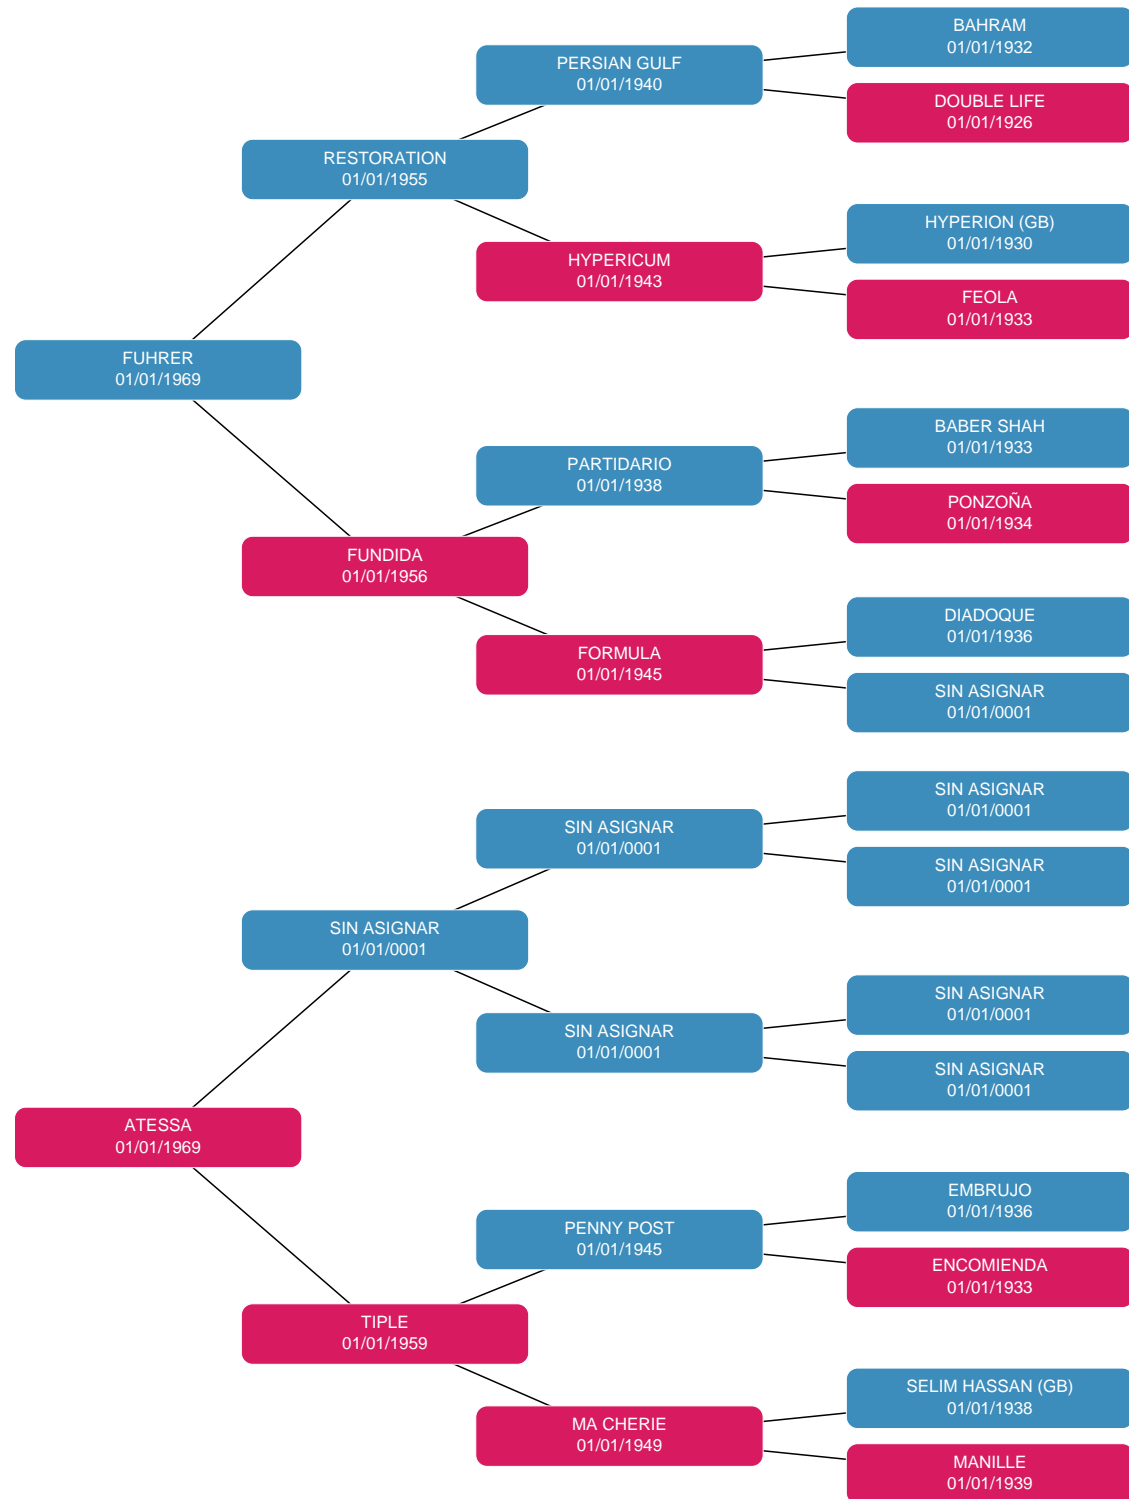 BAHRAM
01/01/1932
PERSIAN GULF
01/01/1940
DOUBLE LIFE
01/01/1926
RESTORATION
01/01/1955
HYPERION (GB)
01/01/1930
HYPERICUM
01/01/1943
FEOLA
01/01/1933
FUHRER
01/01/1969
BABER SHAH
01/01/1933
PARTIDARIO
01/01/1938
PONZOÑA
01/01/1934
FUNDIDA
01/01/1956
DIADOQUE
01/01/1936
FORMULA
01/01/1945
SIN ASIGNAR
01/01/0001
SIN ASIGNAR
01/01/0001
SIN ASIGNAR
01/01/0001
SIN ASIGNAR
01/01/0001
SIN ASIGNAR
01/01/0001
SIN ASIGNAR
01/01/0001
SIN ASIGNAR
01/01/0001
SIN ASIGNAR
01/01/0001
ATESSA
01/01/1969
EMBRUJO
01/01/1936
PENNY POST
01/01/1945
ENCOMIENDA
01/01/1933
TIPLE
01/01/1959
SELIM HASSAN (GB)
01/01/1938
MA CHERIE
01/01/1949
MANILLE
01/01/1939